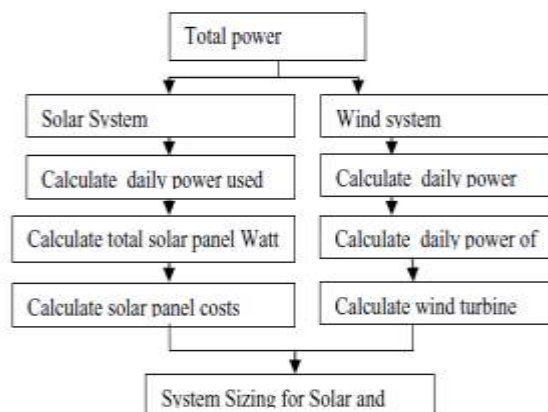 Total power
Solar System
Wind system
Calculate daily power used
Calculate daily power
Calculate total solar panel Watt
Calculate daily power of
Calculate solar panel costs
Calculate wind turbine
System Sizing for Solar and